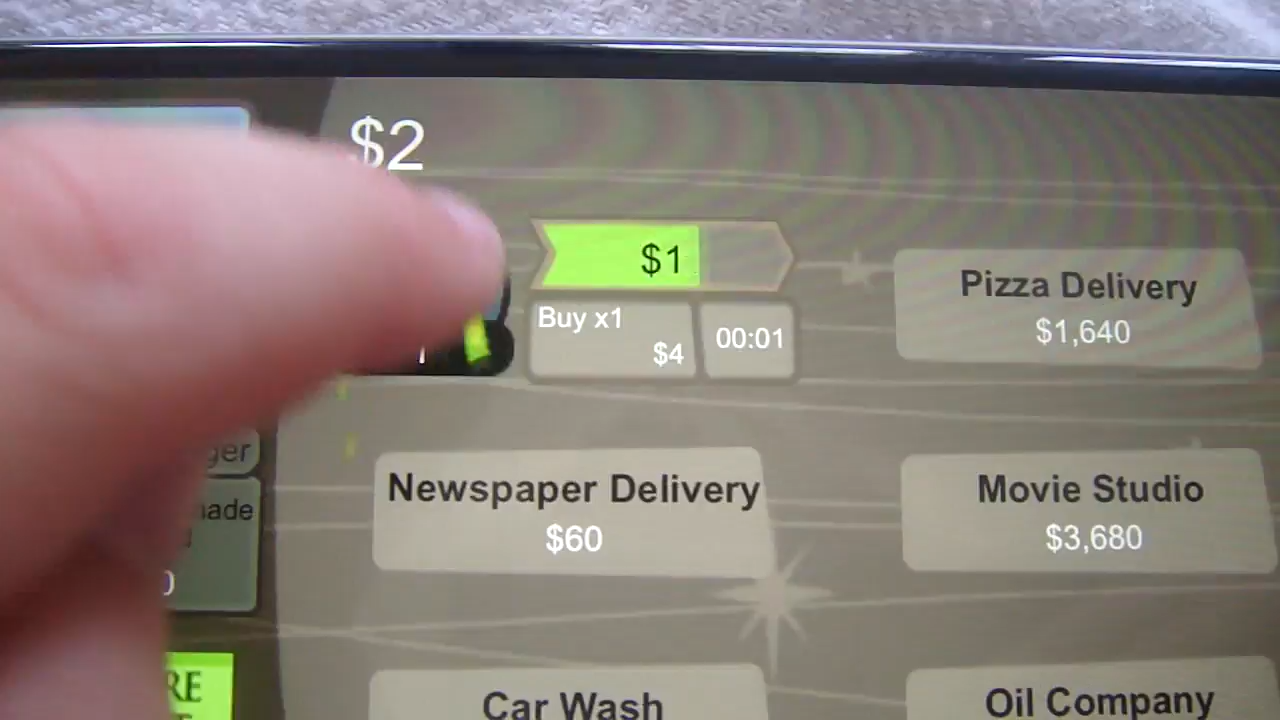 $2
$1
Buy x1
$4
00:01
Pizza Delivery
$1,640
Newspaper Delivery
$60
Movie Studio
$3,680
Car Wash
Oil Company